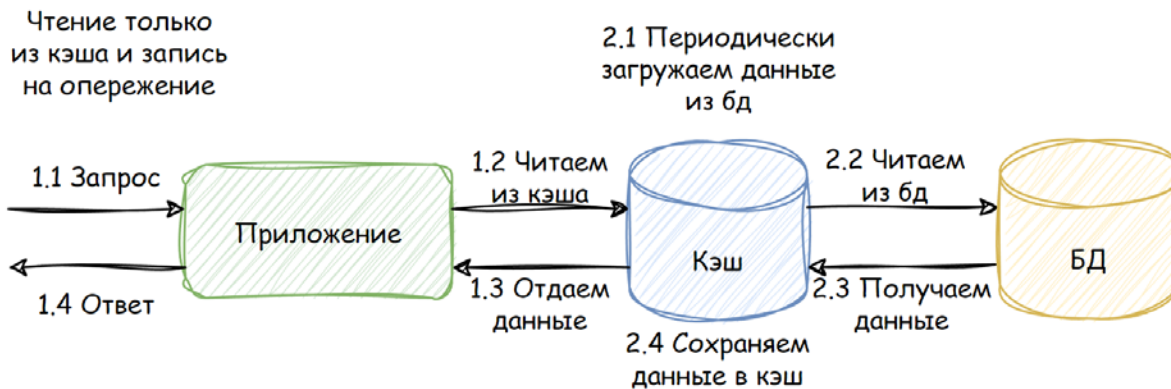 Чтение только
из кэша и запись
на опережение
2.1 Периодически
загружаем данные
из бд
1.1 Запрос
1.2 Читаем
из кэша
2.2 Читаем
из бд
Приложение
Кэш
БД
1.4 Ответ
1.3 Отдаем
данные
2.3 Получаем
данные
2.4 Сохраняем
данные в кэш